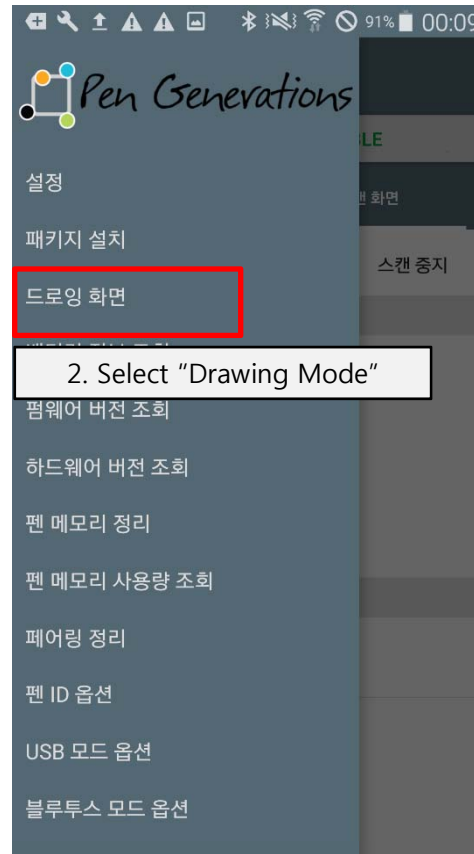 91% 00:09
Pen Generations
LE
설정
화면
패키지 설치
스캔 중지
드로잉 화면
2. Select "Drawing Mode"
펌웨어 버전 조회
하드웨어 버전 조회
펜 메모리 정리
펜 메모리 사용량 조회
페어링 정리
펜 ID 옵션
USB 모드 옵션
블루투스 모드 옵션